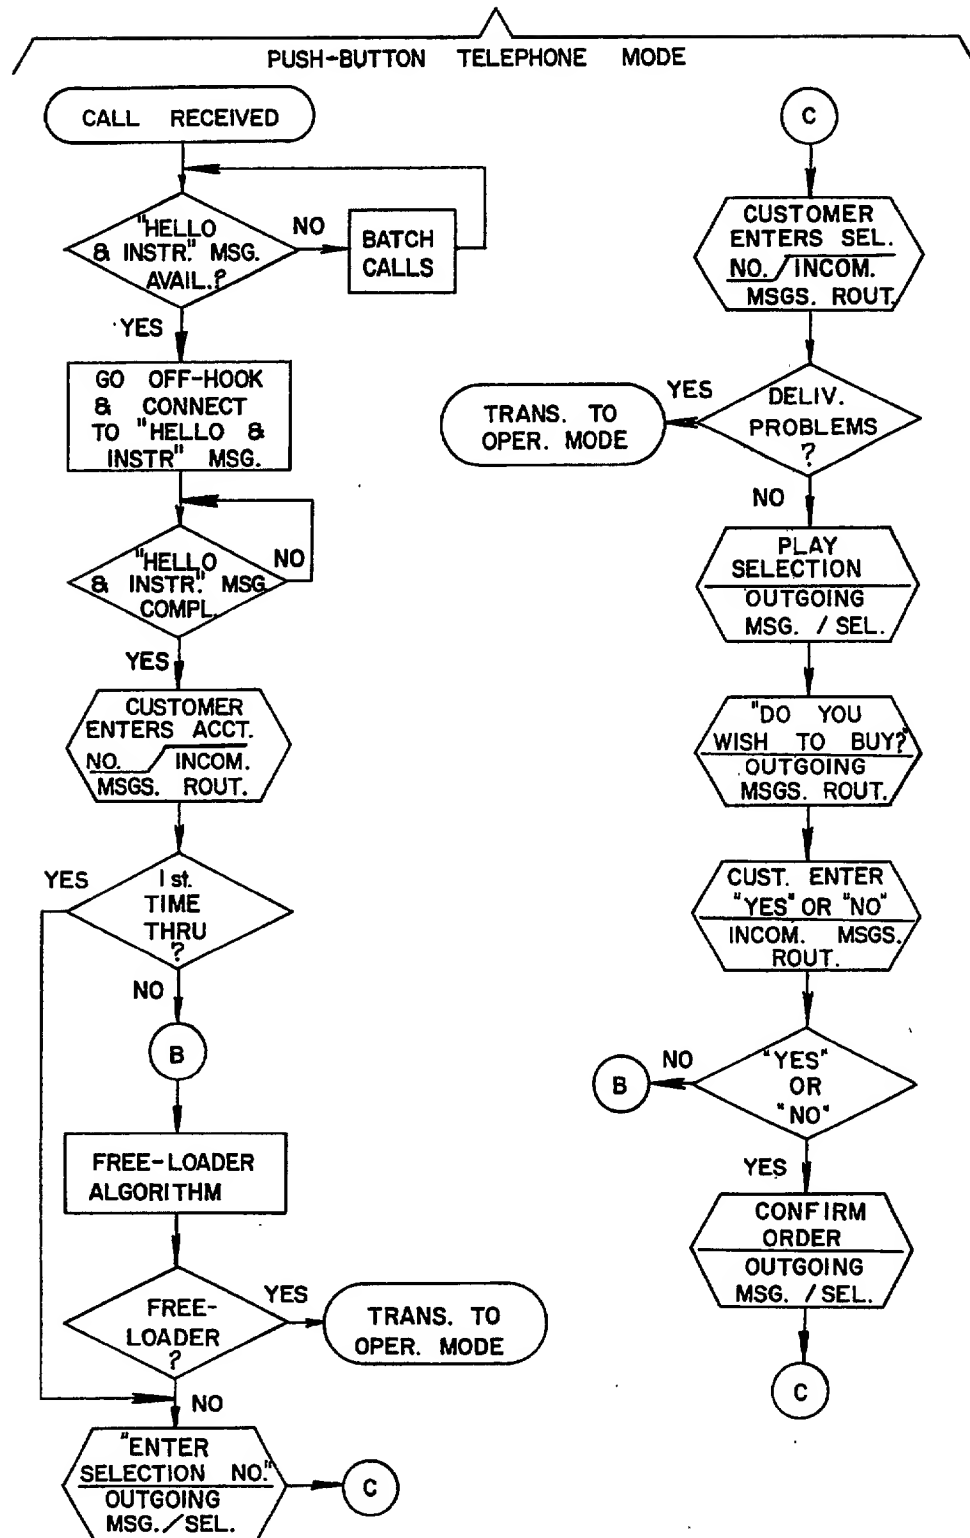 PUSH-BUTTON TELEPHONE MODE
CALL RECEIVED
"HELLO
& INSTR." MSG.
AVAIL.?
NO
BATCH
CALLS
YES
GO OFF-HOOK
& CONNECT
TO "HELLO &
INSTR" MSG.
"HELLO
& INSTR." MSG
COMPL.
NO
YES
CUSTOMER
ENTERS ACCT.
NO. / INCOM.
MSGS. ROUT.
YES
1st.
TIME
THRU
?
NO
B
FREE-LOADER
ALGORITHM
FREE-
LOADER
?
YES
TRANS. TO
OPER. MODE
NO
"ENTER
SELECTION NO."
OUTGOING
MSG./SEL.
C
C
CUSTOMER
ENTERS SEL.
NO. / INCOM.
MSGS. ROUT.
DELIV.
PROBLEMS
?
YES
TRANS. TO
OPER. MODE
NO
PLAY
SELECTION
OUTGOING
MSG. / SEL.
"DO YOU
WISH TO BUY?"
OUTGOING
MSGS. ROUT.
CUST. ENTER
"YES" OR "NO"
INCOM. MSGS.
ROUT.
"YES"
OR
"NO"
NO
B
YES
CONFIRM
ORDER
OUTGOING
MSG. / SEL.
C